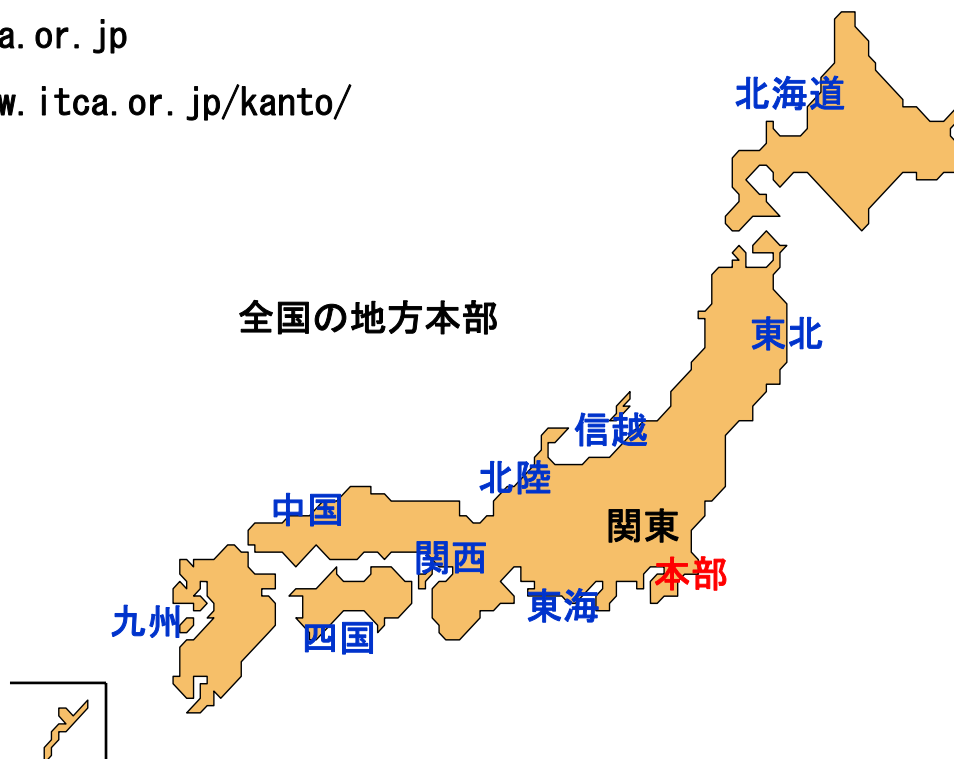 a.or.jp
w.itca.or.jp/kanto/
北海道
全国の地方本部
東北
信越
北陸
中国
関東
関西
本部
東海
九州
四国